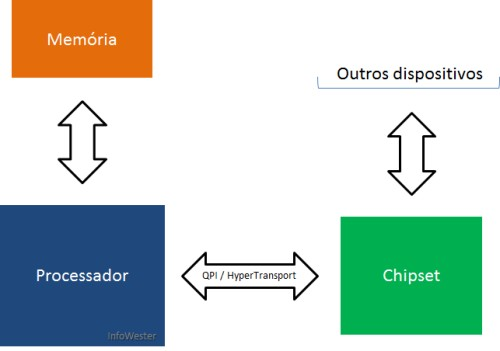 Memória
Outros dispositivos
Processador
QPI / HyperTransport
Chipset
InfoWester